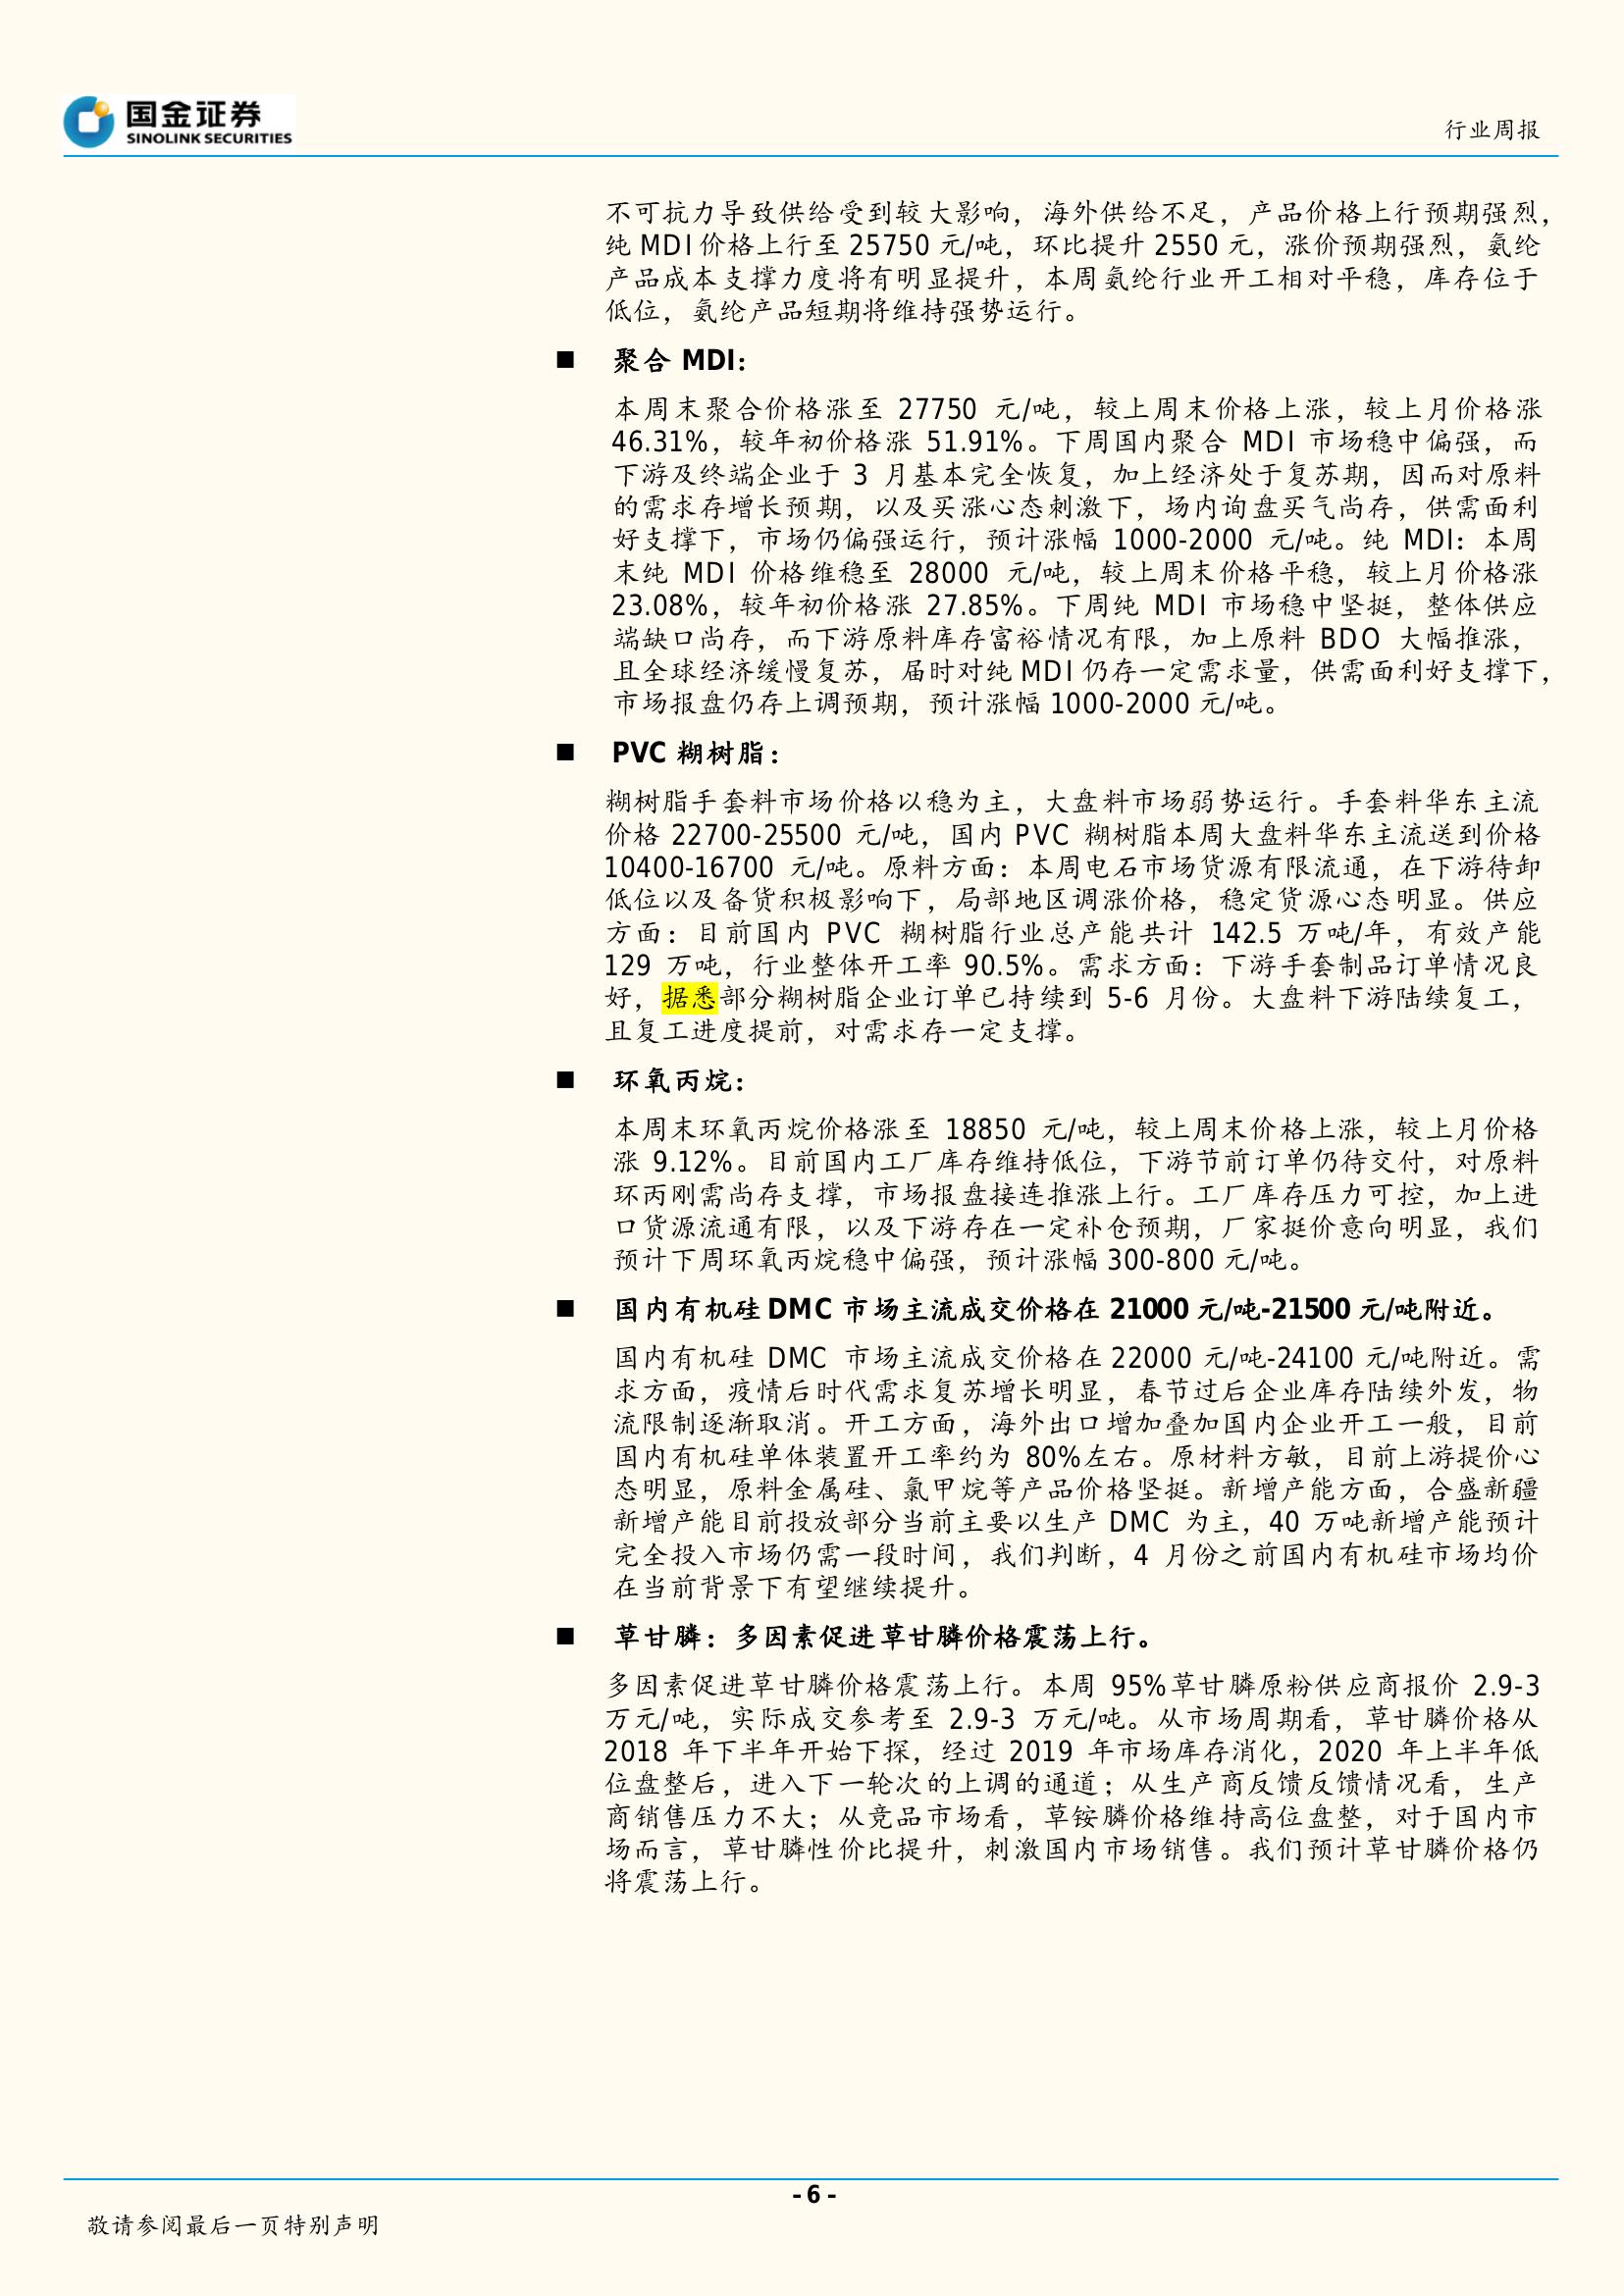 国金证券
SINOLINK SECURITIES
行业周报
不可抗力导致供给受到较大影响，海外供给不足，产品价格上行预期强烈，
纯 MDI 价格上行至 25750 元/吨，环比提升 2550 元，涨价预期强烈，氨纶
产品成本支撑力度将有明显提升，本周氨纶行业开工相对平稳，库存位于
低位，氨纶产品短期将维持强势运行。
■ 聚合 MDI：
本周末聚合价格涨至 27750 元/吨，较上周末价格上涨，较上月价格涨
46.31%，较年初价格涨 51.91%。下周国内聚合 MDI 市场稳中偏强，而
下游及终端企业于 3 月基本完全恢复，加上经济处于复苏期，因而对原料
的需求存增长预期，以及买涨心态刺激下，场内询盘买气尚存，供需面利
好支撑下，市场仍偏强运行，预计涨幅 1000-2000 元/吨。纯 MDI：本周
末纯 MDI 价格维稳至 28000 元/吨，较上周末价格平稳，较上月价格涨
23.08%，较年初价格涨 27.85%。下周纯 MDI 市场稳中坚挺，整体供应
端缺口尚存，而下游原料库存富裕情况有限，加上原料 BDO 大幅推涨，
且全球经济缓慢复苏，届时对纯 MDI 仍存一定需求量，供需面利好支撑下，
市场报盘仍存上调预期，预计涨幅 1000-2000 元/吨。
■ PVC 糊树脂：
糊树脂手套料市场价格以稳为主，大盘料市场弱势运行。手套料华东主流
价格 22700-25500 元/吨，国内 PVC 糊树脂本周大盘料华东主流送到价格
10400-16700 元/吨。原料方面：本周电石市场货源有限流通，在下游待卸
低位以及备货积极影响下，局部地区调涨价格，稳定货源心态明显。供应
方面：目前国内 PVC 糊树脂行业总产能共计 142.5 万吨/年，有效产能
129 万吨，行业整体开工率 90.5%。需求方面：下游手套制品订单情况良
好，据悉部分糊树脂企业订单已持续到 5-6 月份。大盘料下游陆续复工，
且复工进度提前，对需求存一定支撑。
■ 环氧丙烷：
本周末环氧丙烷价格涨至 18850 元/吨，较上周末价格上涨，较上月价格
涨 9.12%。目前国内工厂库存维持低位，下游节前订单仍待交付，对原料
环丙刚需尚存支撑，市场报盘接连推涨上行。工厂库存压力可控，加上进
口货源流通有限，以及下游存在一定补仓预期，厂家挺价意向明显，我们
预计下周环氧丙烷稳中偏强，预计涨幅 300-800 元/吨。
■ 国内有机硅 DMC 市场主流成交价格在 21000 元/吨-21500 元/吨附近。
国内有机硅 DMC 市场主流成交价格在 22000 元/吨-24100 元/吨附近。需
求方面，疫情后时代需求复苏增长明显，春节过后企业库存陆续外发，物
流限制逐渐取消。开工方面，海外出口增加叠加国内企业开工一般，目前
国内有机硅单体装置开工率约为 80%左右。原材料方敏，目前上游提价心
态明显，原料金属硅、氯甲烷等产品价格坚挺。新增产能方面，合盛新疆
新增产能目前投放部分当前主要以生产 DMC 为主，40 万吨新增产能预计
完全投入市场仍需一段时间，我们判断，4 月份之前国内有机硅市场均价
在当前背景下有望继续提升。
■ 草甘膦：多因素促进草甘膦价格震荡上行。
多因素促进草甘膦价格震荡上行。本周 95%草甘膦原粉供应商报价 2.9-3
万元/吨，实际成交参考至 2.9-3 万元/吨。从市场周期看，草甘膦价格从
2018 年下半年开始下探，经过 2019 年市场库存消化，2020 年上半年低
位盘整后，进入下一轮次的上调的通道；从生产商反馈反馈情况看，生产
商销售压力不大；从竞品市场看，草铵膦价格维持高位盘整，对于国内市
场而言，草甘膦性价比提升，刺激国内市场销售。我们预计草甘膦价格仍
将震荡上行。
- 6 -
敬请参阅最后一页特别声明